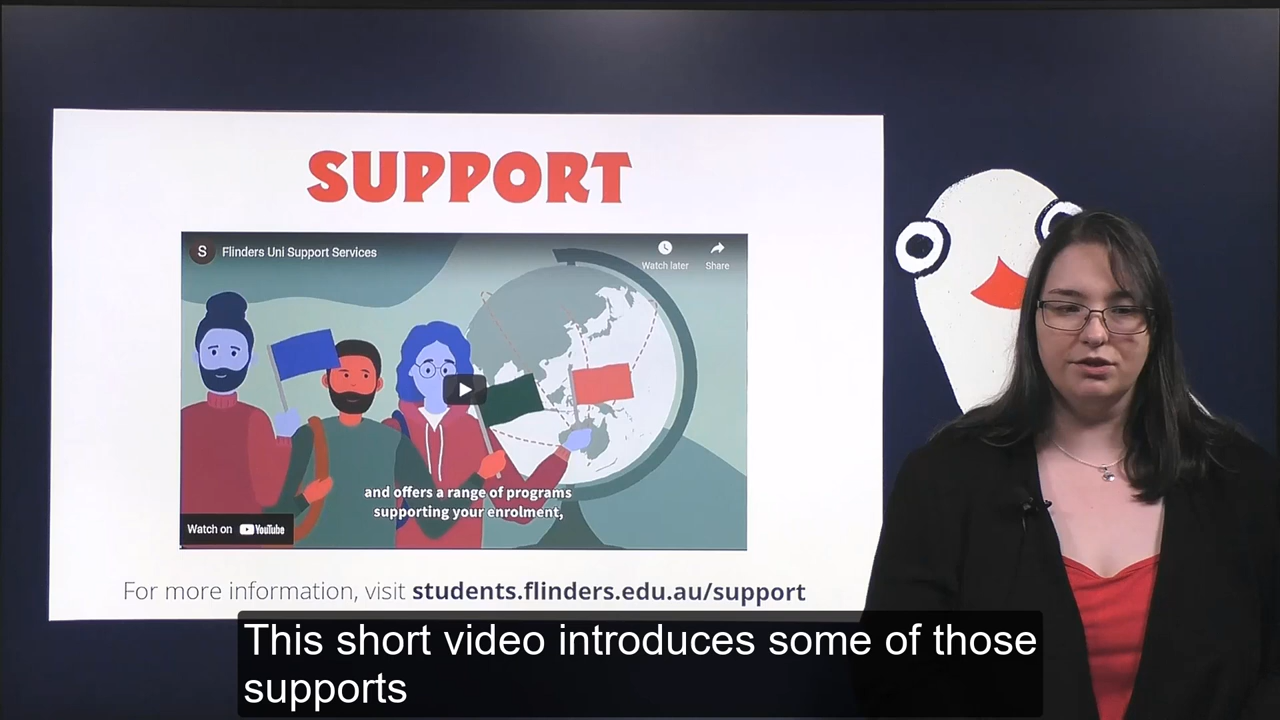 SUPPORT
S Flinders Uni Support Services
Watch later
Share
and offers a range of programs
supporting your enrolment,
Watch on YouTube
For more information, visit students.flinders.edu.au/support
This short video introduces some of those
supports